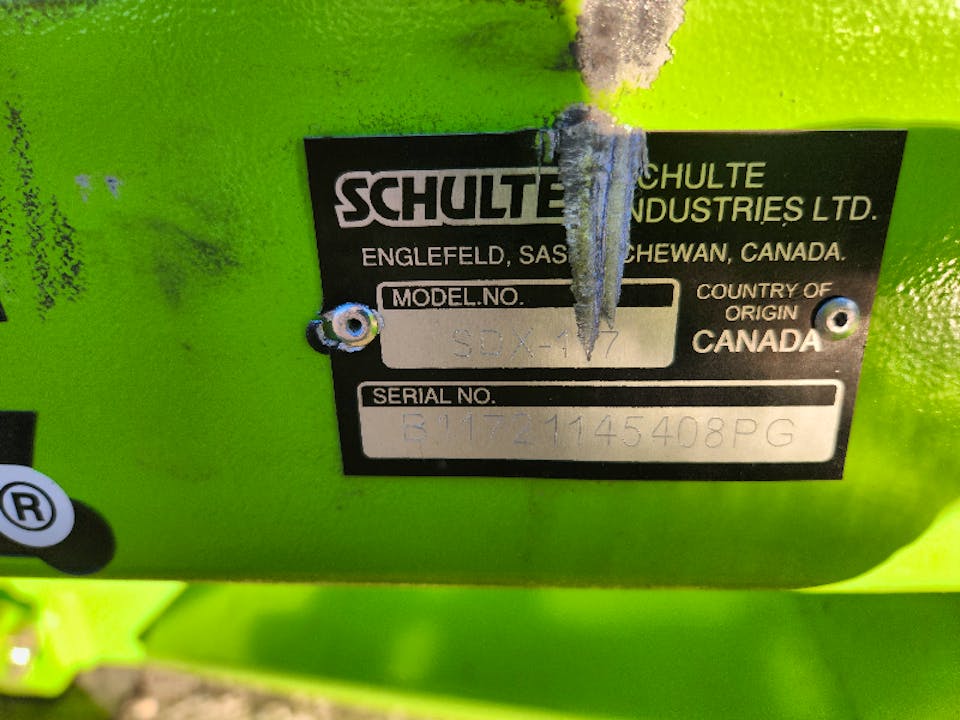 SCHULTE
CHULTE
NDUSTRIES LTD.
ENGLEFELD, SAS CHEWAN, CANADA.
MODEL.NO.
COUNTRY OF
ORIGIN
CANADA
SERIAL NO.
B11721145408PG
®